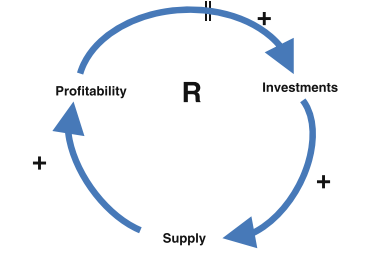 +
Profitability
R
Investments
+
+
Supply